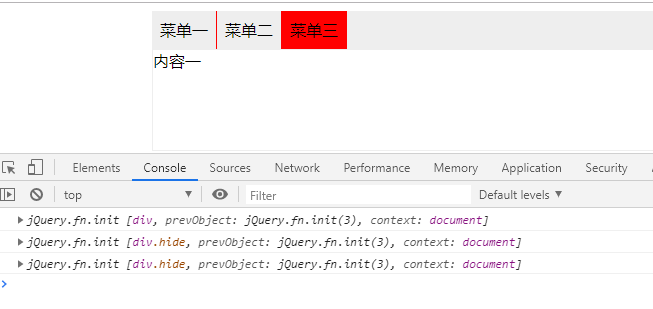 菜单一 菜单二 菜单三
内容一
Elements Console Sources Network Performance Memory Application Security
top ▼ Filter Default levels ▼
▶ jQuery.fn.init [div, prevObject: jQuery.fn.init(3), context: document]
▶ jQuery.fn.init [div.hide, prevObject: jQuery.fn.init(3), context: document]
▶ jQuery.fn.init [div.hide, prevObject: jQuery.fn.init(3), context: document]
>